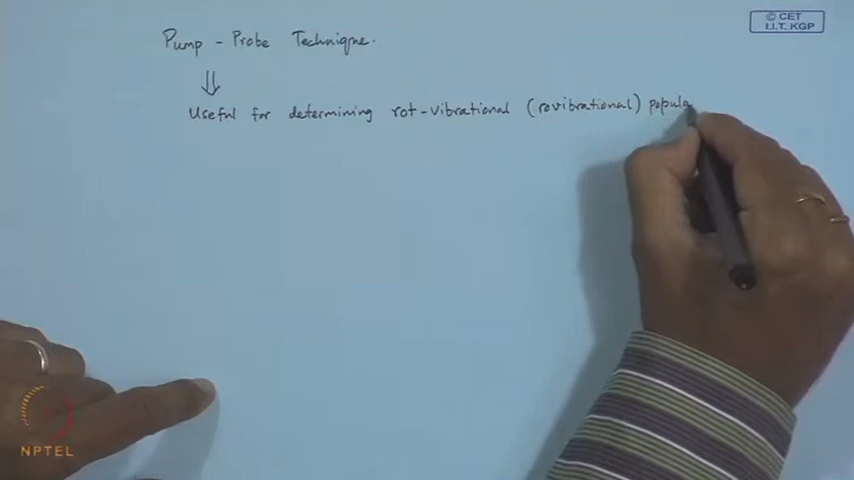 © CET
I.I.T. KGP
Pump - Probe Technique.
Useful for determining rot-vibrational (rovibrational) popula
NPTEL